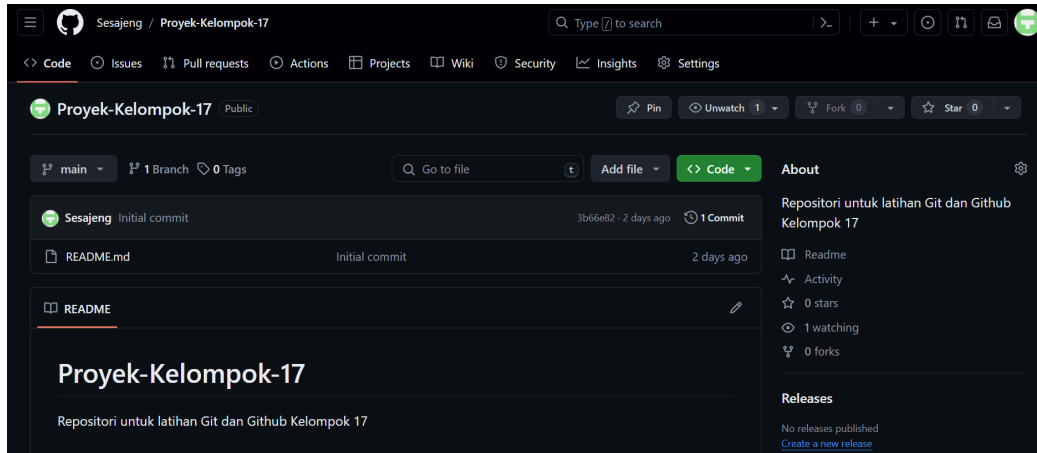 Sesajeng / Proyek-Kelompok-17
Type / to search
Code Issues Pull requests Actions Projects Wiki Security Insights Settings
Proyek-Kelompok-17 Public
Pin Unwatch 1 Fork 0 Star 0
main 1 Branch 0 Tags
Go to file t Add file Code
Sesajeng Initial commit 3b66e82 · 2 days ago 1 Commit
README.md Initial commit 2 days ago
README
Proyek-Kelompok-17
Repositori untuk latihan Git dan Github Kelompok 17
About
Repositori untuk latihan Git dan Github
Kelompok 17
Readme
Activity
0 stars
1 watching
0 forks
Releases
No releases published
Create a new release